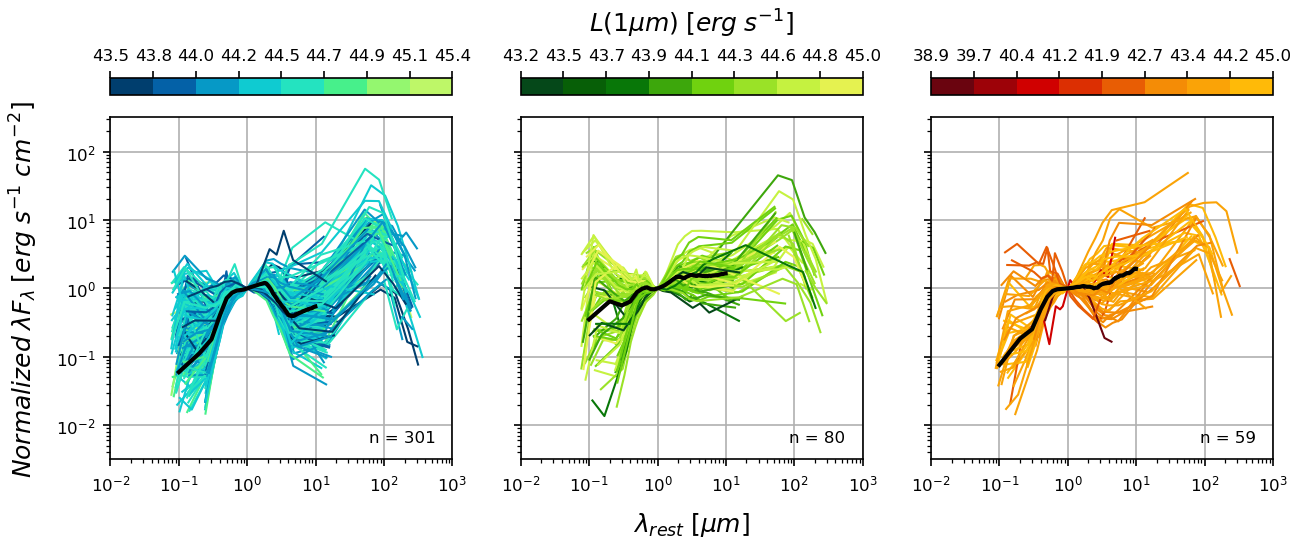 L(1μm) [erg s⁻¹]
43.5 43.8 44.0 44.2 44.5 44.7 44.9 45.1 45.4
43.2 43.5 43.7 43.9 44.1 44.3 44.6 44.8 45.0
38.9 39.7 40.4 41.2 41.9 42.7 43.4 44.2 45.0
Normalized λF_λ [erg s⁻¹ cm⁻²]
10²
10¹
10⁰
10⁻¹
10⁻²
n = 301
n = 80
n = 59
10⁻² 10⁻¹ 10⁰ 10¹ 10² 10³
10⁻² 10⁻¹ 10⁰ 10¹ 10² 10³
10⁻² 10⁻¹ 10⁰ 10¹ 10² 10³
λ_rest [μm]